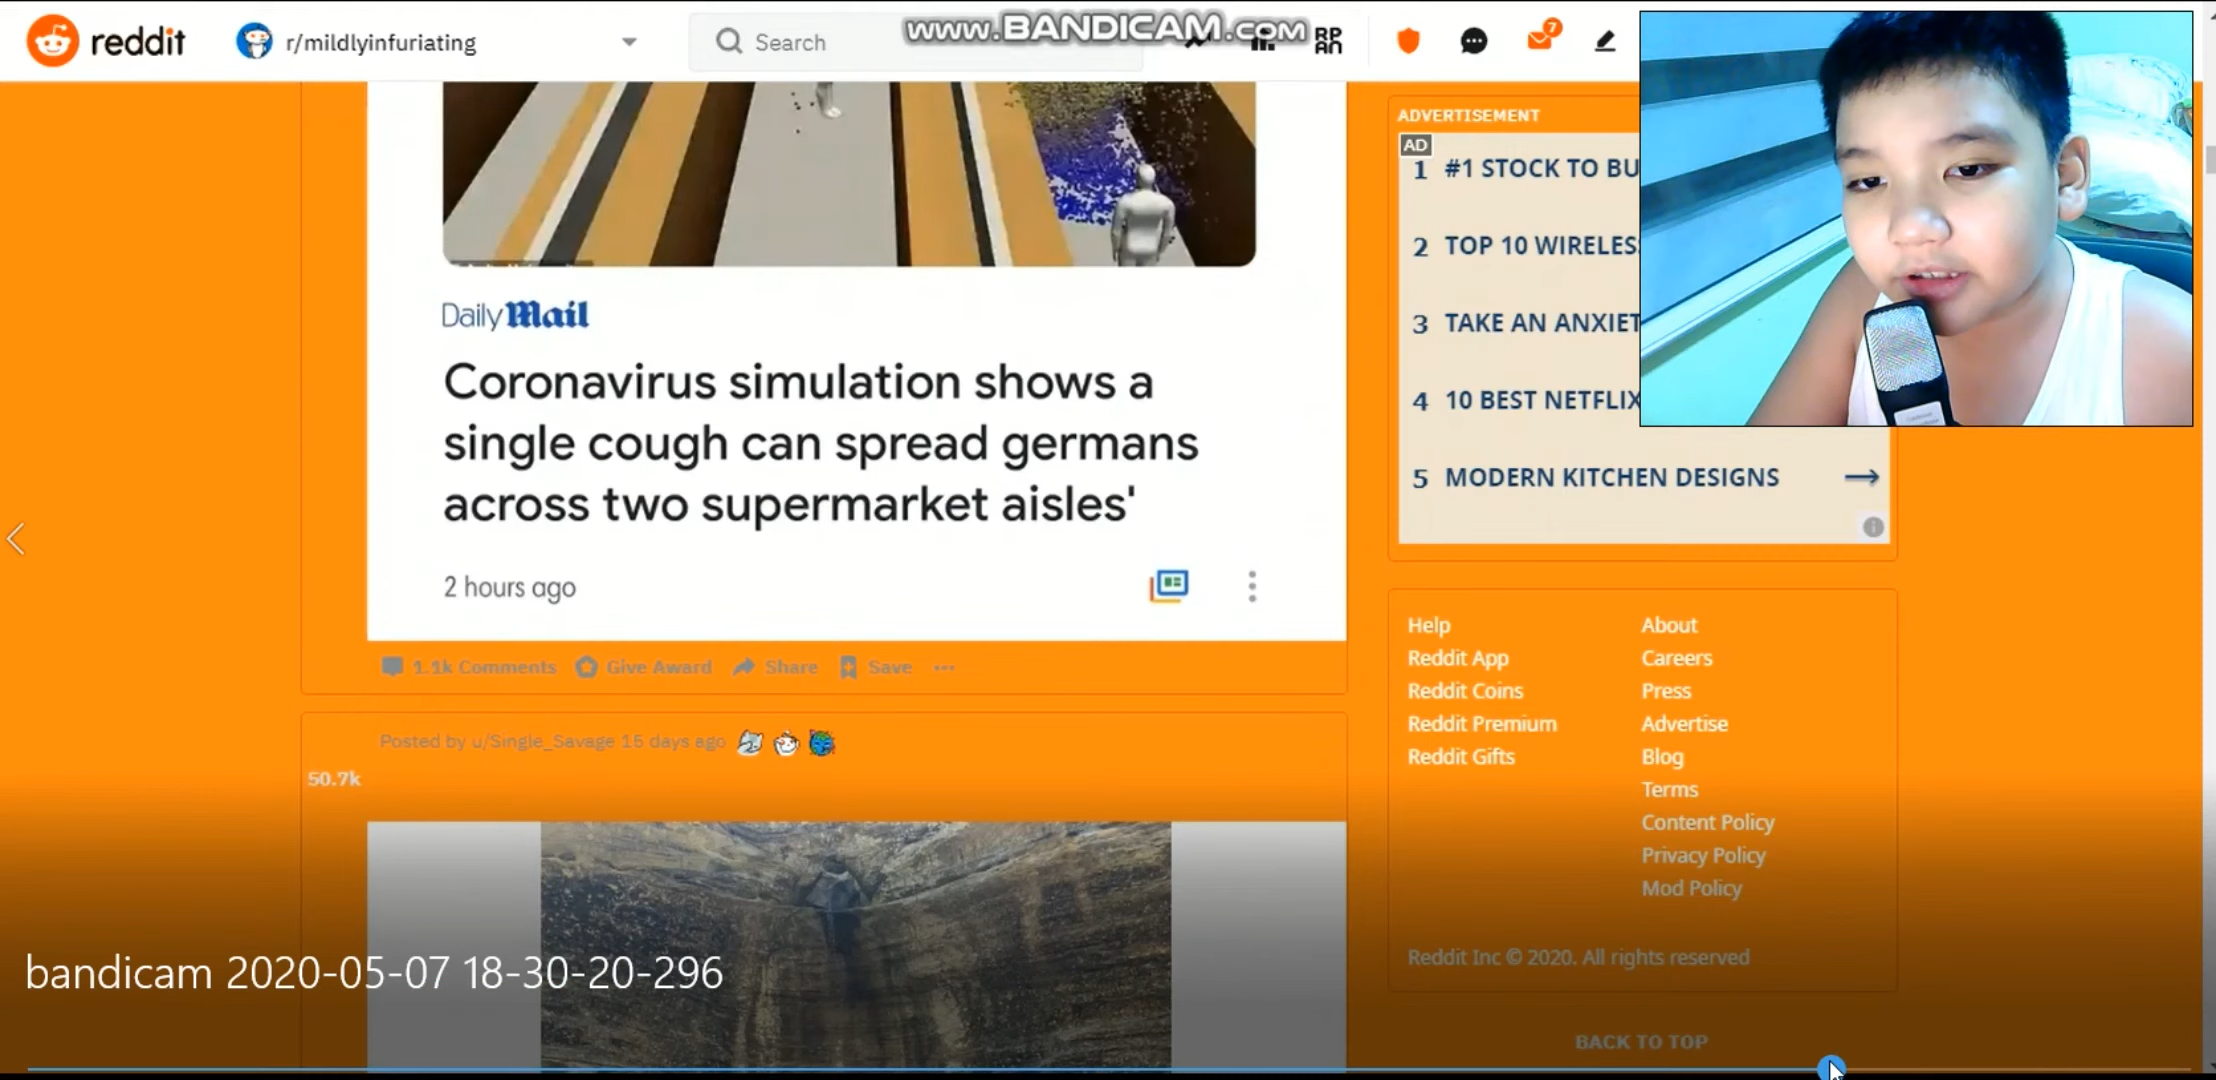 reddit
r/mildlyinfuriating
Search
www.BANDICAM.COM
RP
AN
7
ADVERTISEMENT
AD
1 #1 STOCK TO BU
2 TOP 10 WIRELES
3 TAKE AN ANXIET
4 10 BEST NETFLIX
5 MODERN KITCHEN DESIGNS
Daily Mail
Coronavirus simulation shows a
single cough can spread germans
across two supermarket aisles'
2 hours ago
1.1k Comments Give Award Share Save
Posted by u/Single_Savage 15 days ago
50.7k
Help
Reddit App
Reddit Coins
Reddit Premium
Reddit Gifts
About
Careers
Press
Advertise
Blog
Terms
Content Policy
Privacy Policy
Mod Policy
Reddit Inc © 2020. All rights reserved
BACK TO TOP
bandicam 2020-05-07 18-30-20-296